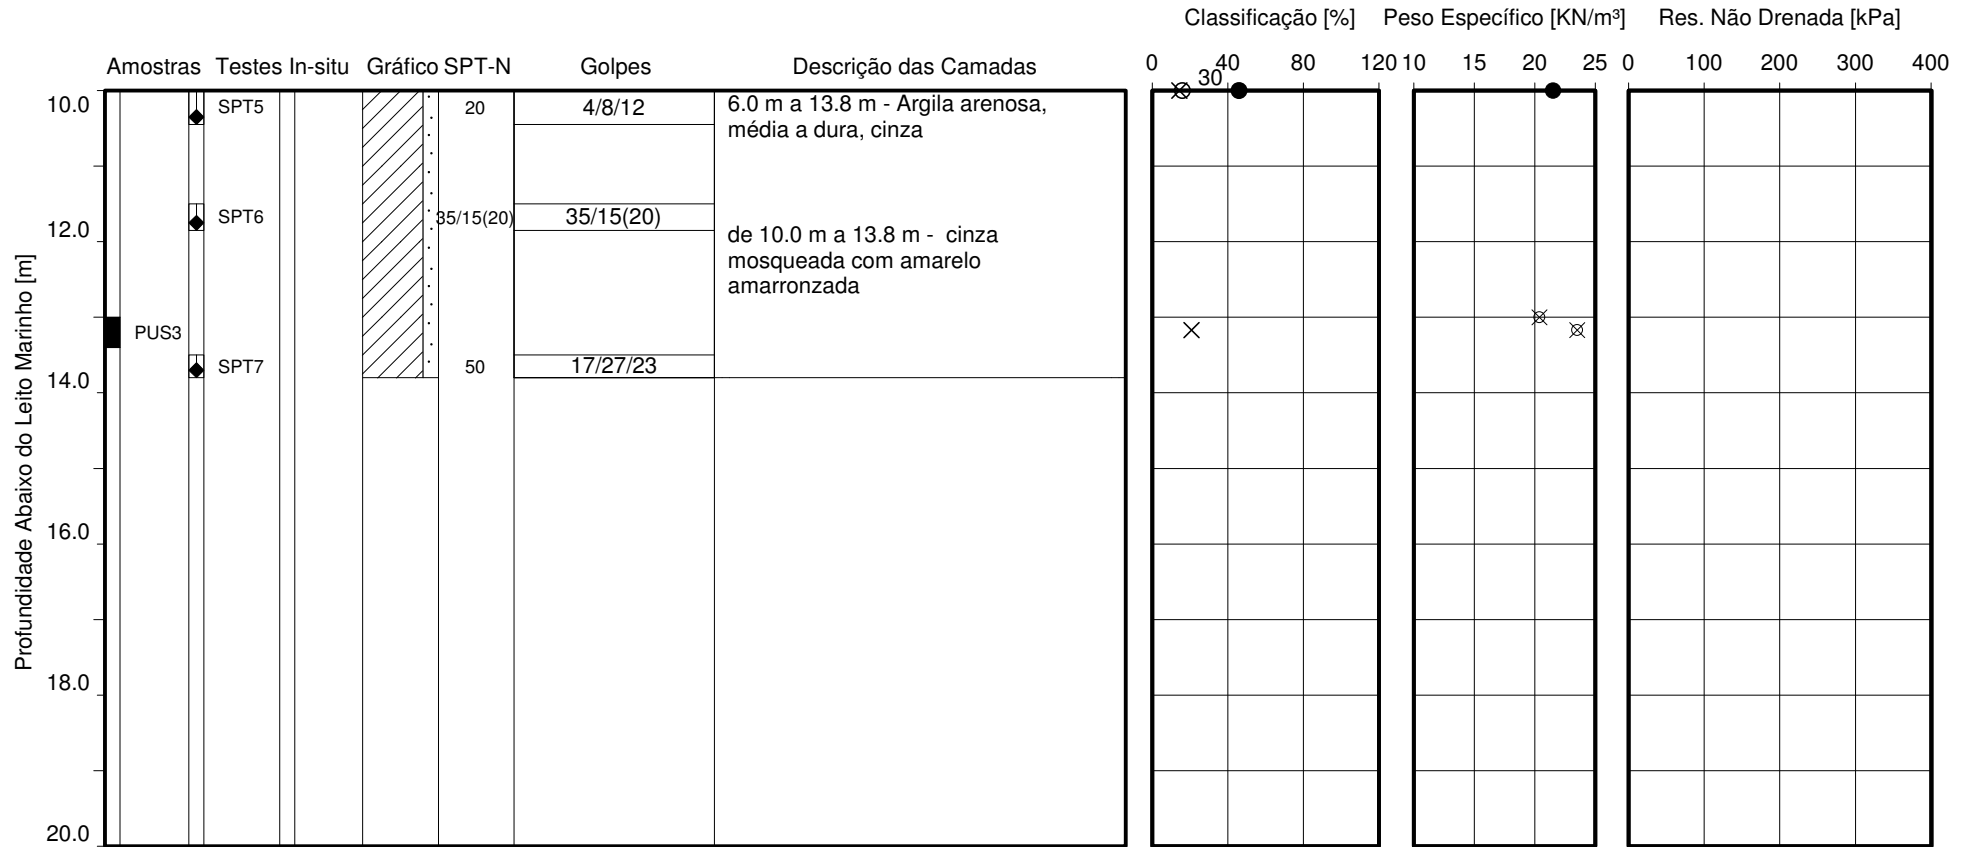 Classificação [%] Peso Específico [KN/m³] Res. Não Drenada [kPa]
Amostras Testes In-situ Gráfico SPT-N Golpes Descrição das Camadas
0 40 80 120 10 15 20 25 0 100 200 300 400
30
10.0 SPT5 20 4/8/12 6.0 m a 13.8 m - Argila arenosa,
média a dura, cinza
SPT6 35/15(20) 35/15(20)
12.0 de 10.0 m a 13.8 m - cinza
mosqueada com amarelo
amarronzada
PUS3
SPT7 50 17/27/23
14.0
16.0
18.0
20.0
Profundidade Abaixo do Leito Marinho [m]